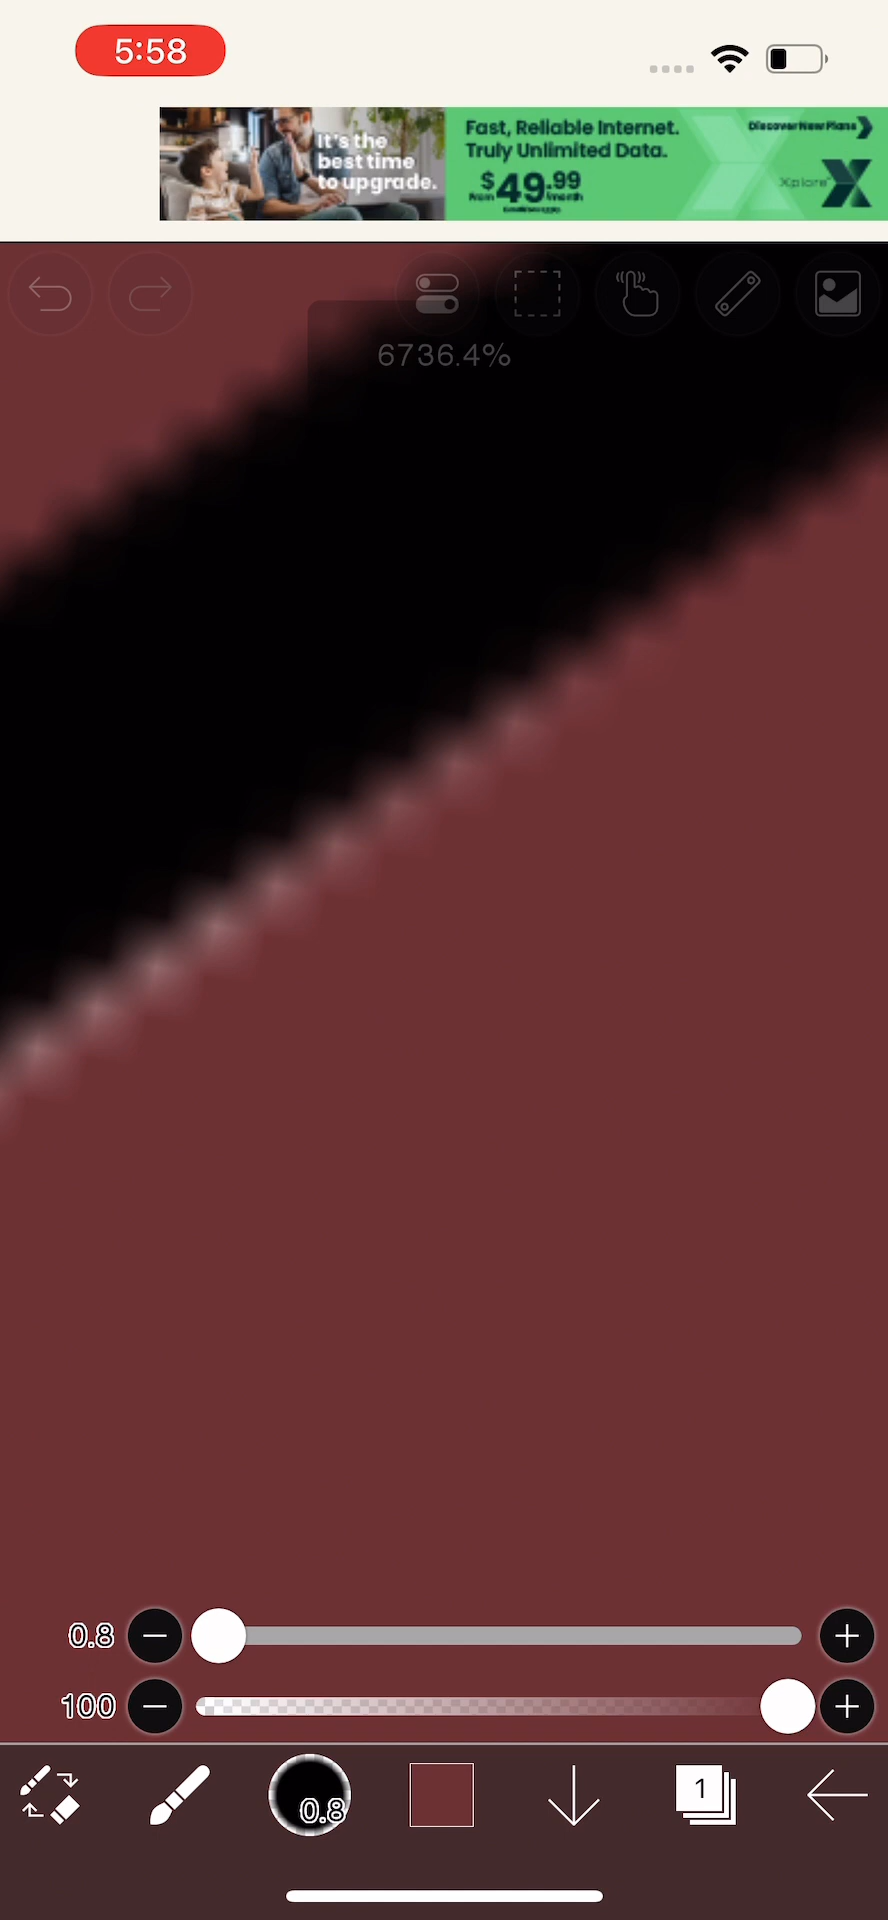 5:58
It's the
best time
to upgrade.
Fast, Reliable Internet.
Truly Unlimited Data.
From $49.99 /month
Discover New Plans
Xplore
6736.4%
0.8
100
0.8
1